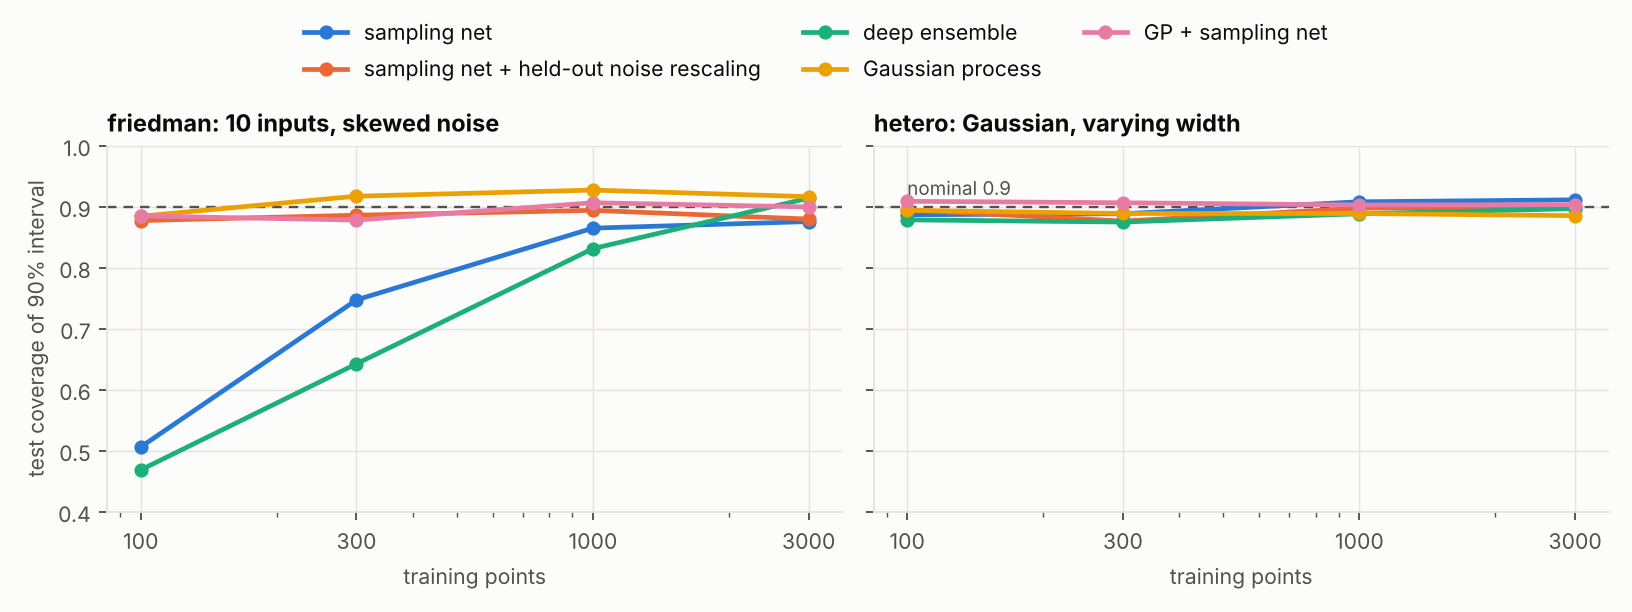 sampling net
deep ensemble
GP + sampling net
sampling net + held-out noise rescaling
Gaussian process
friedman: 10 inputs, skewed noise
hetero: Gaussian, varying width
test coverage of 90% interval
1.0
0.9
0.8
0.7
0.6
0.5
0.4
nominal 0.9
100
300
1000
3000
100
300
1000
3000
training points
training points